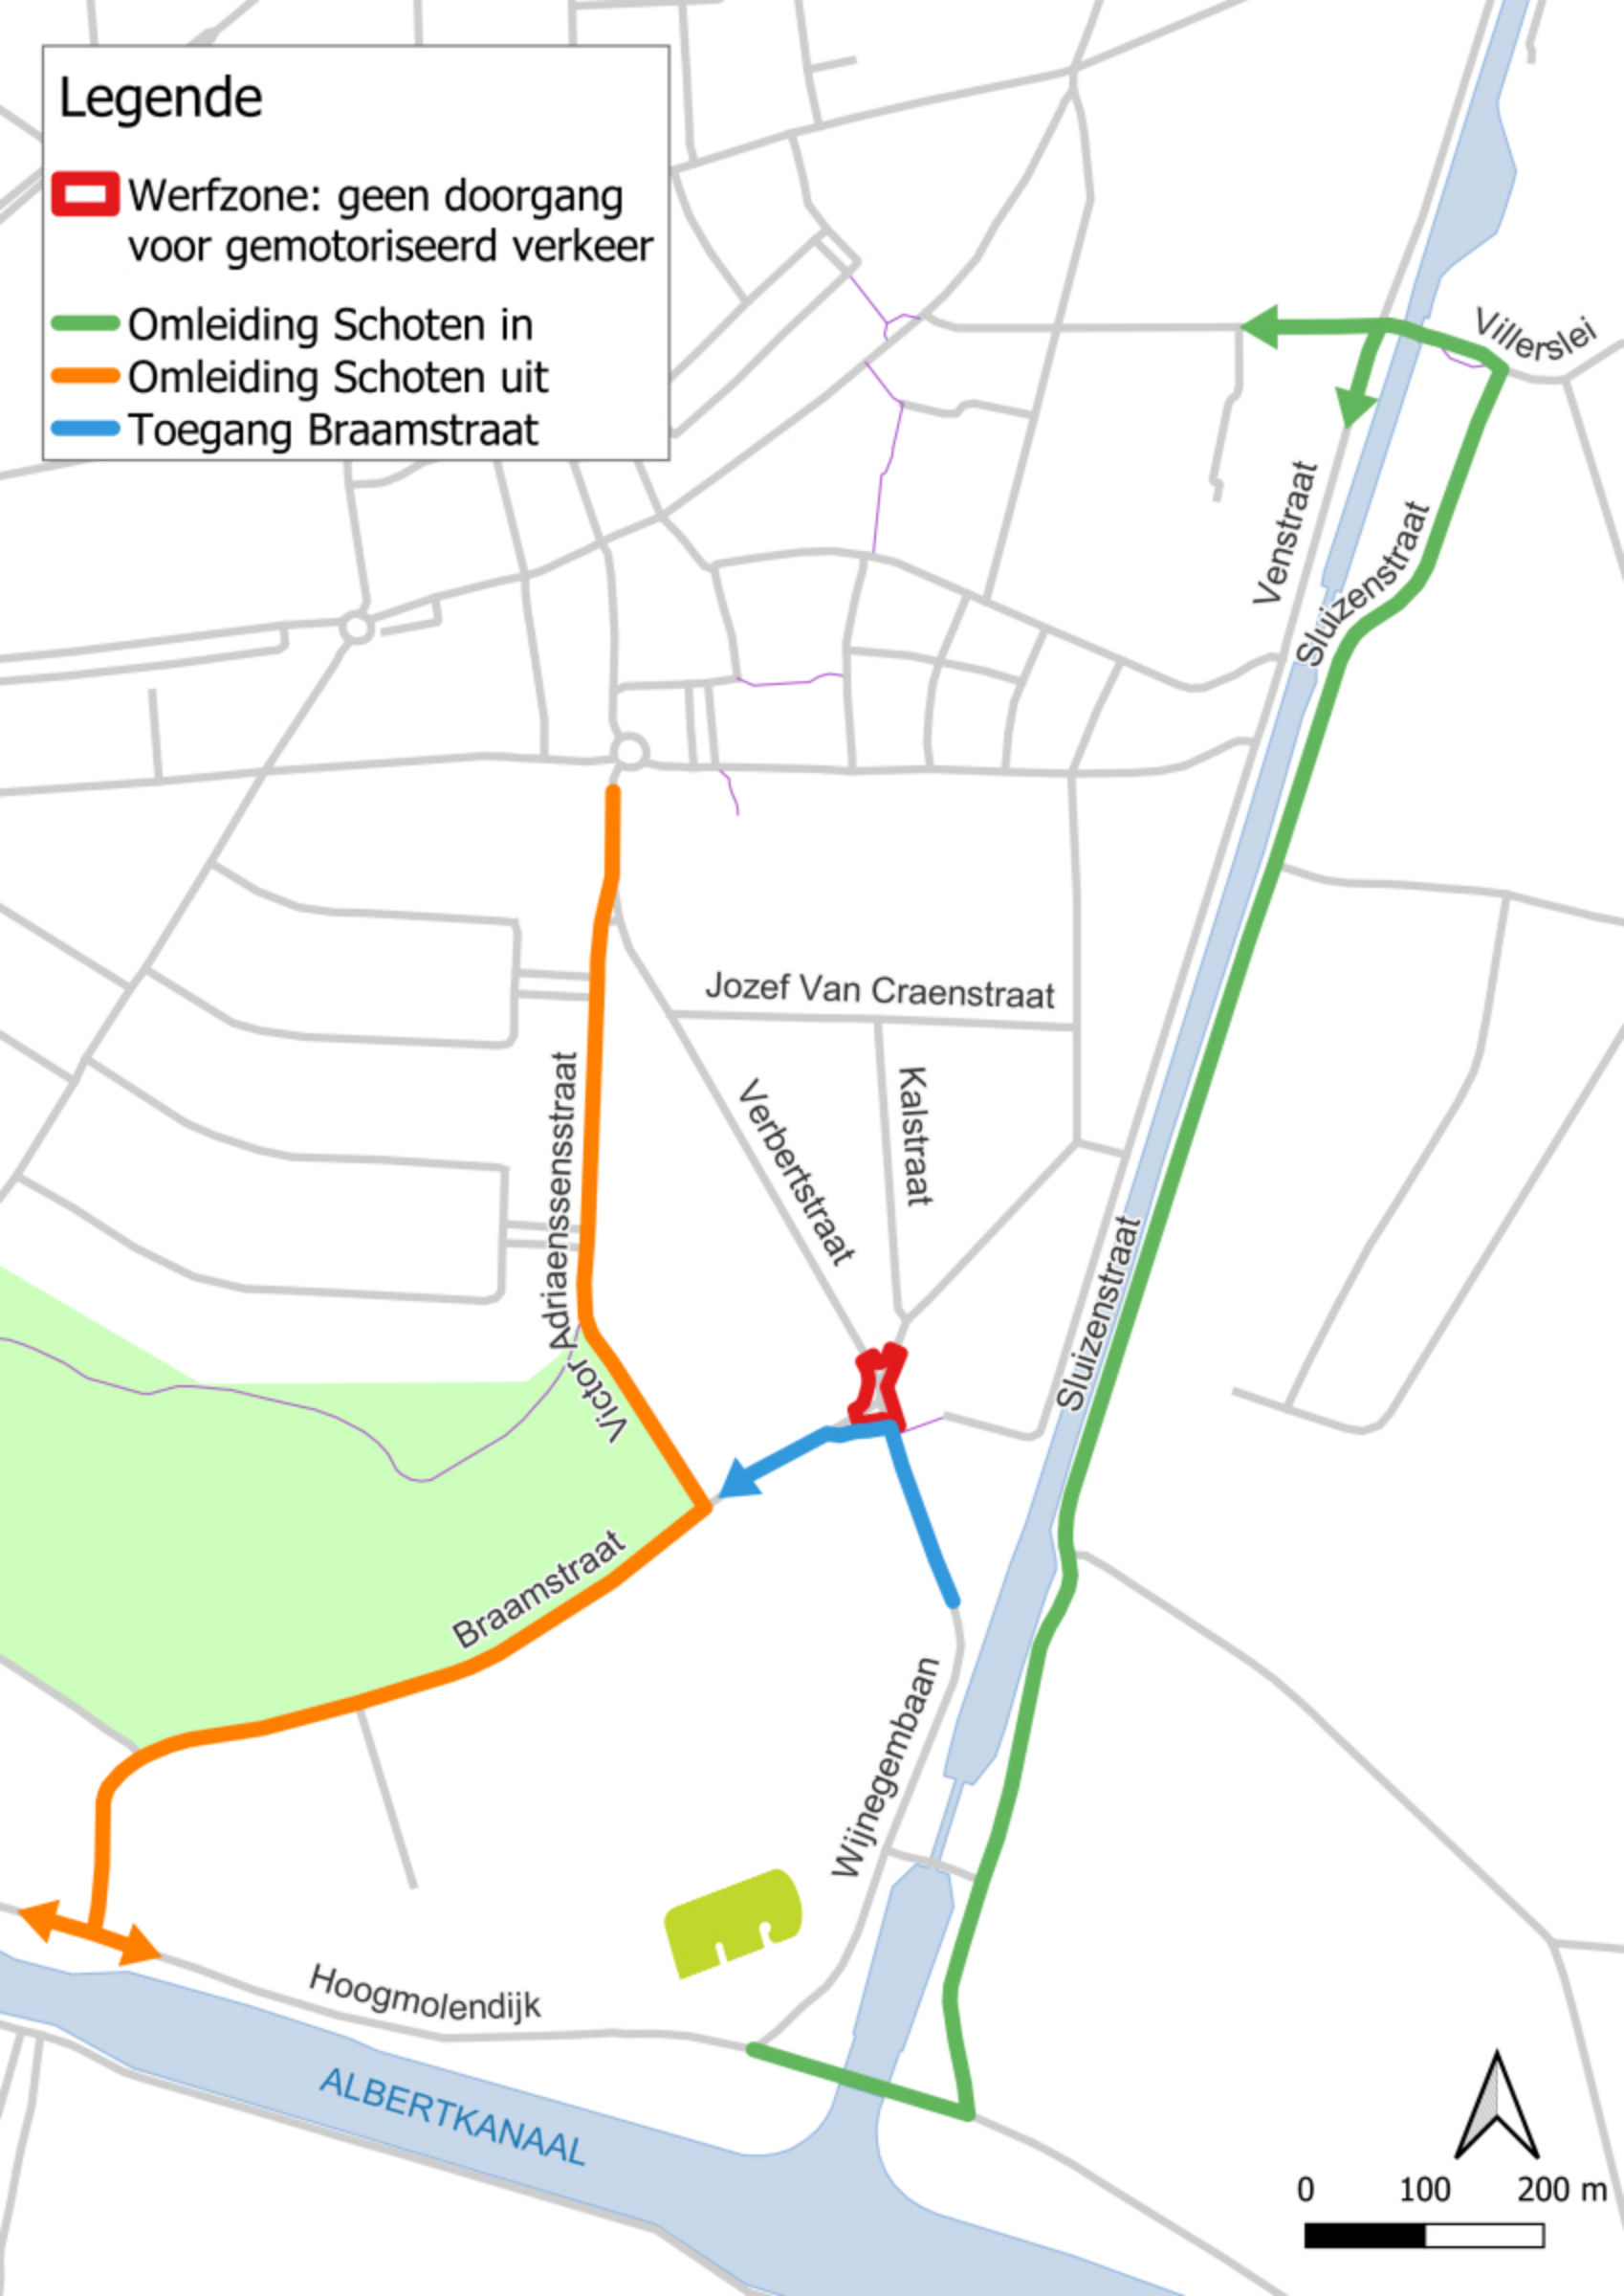 Legende
Werfzone: geen doorgang
voor gemotoriseerd verkeer
Omleiding Schoten in
Omleiding Schoten uit
Toegang Braamstraat
Villerslei
Venstraat
Sluizenstraat
Jozef Van Craenstraat
Kalstraat
Verbertstraat
Victor Adriaenssensstraat
Sluizenstraat
Braamstraat
Wijnegembaan
Hoogmolendijk
ALBERTKANAAL
0 100 200 m